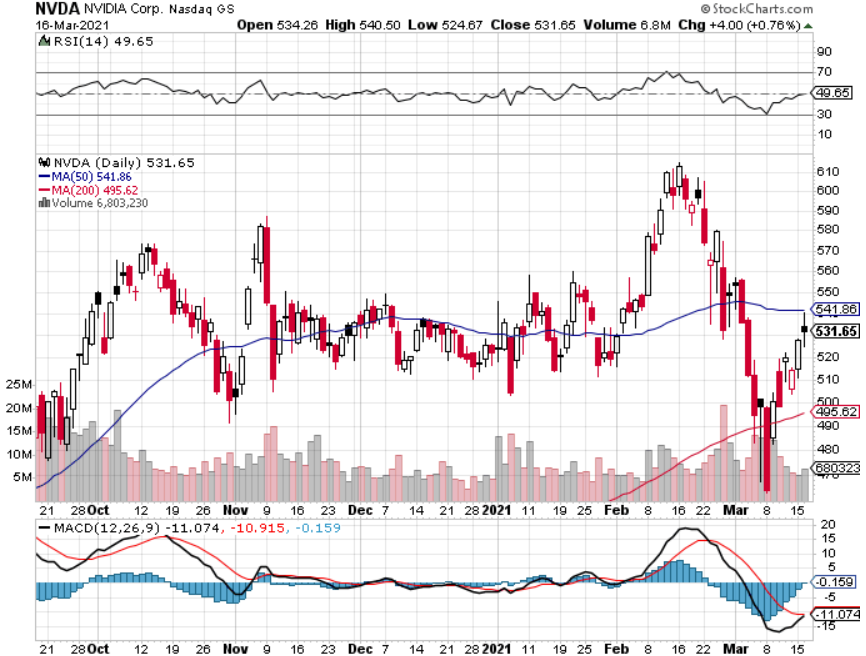 NVDA NVIDIA Corp. Nasdaq GS
© StockCharts.com
16-Mar-2021
Open 534.26 High 540.50 Low 524.67 Close 531.65 Volume 6.8M Chg +4.00 (+0.76%)
RSI(14) 49.65
90
70
49.65
30
10
NVDA (Daily) 531.65
MA(50) 541.86
MA(200) 495.62
Volume 6,803,230
610
600
590
580
570
560
550
541.86
531.65
520
510
500
495.62
490
480
680323
25M
20M
15M
10M
5M
21 28 Oct 12 19 26 Nov 9 16 23 Dec 7 14 21 28 2021 11 19 25 Feb 8 16 22 Mar 8 15
MACD(12,26,9) -11.074, -10.915, -0.159
20
15
10
5
-0.159
-5
-11.074
-15
21 28 Oct 12 19 26 Nov 9 16 23 Dec 7 14 21 28 2021 11 19 25 Feb 8 16 22 Mar 8 15